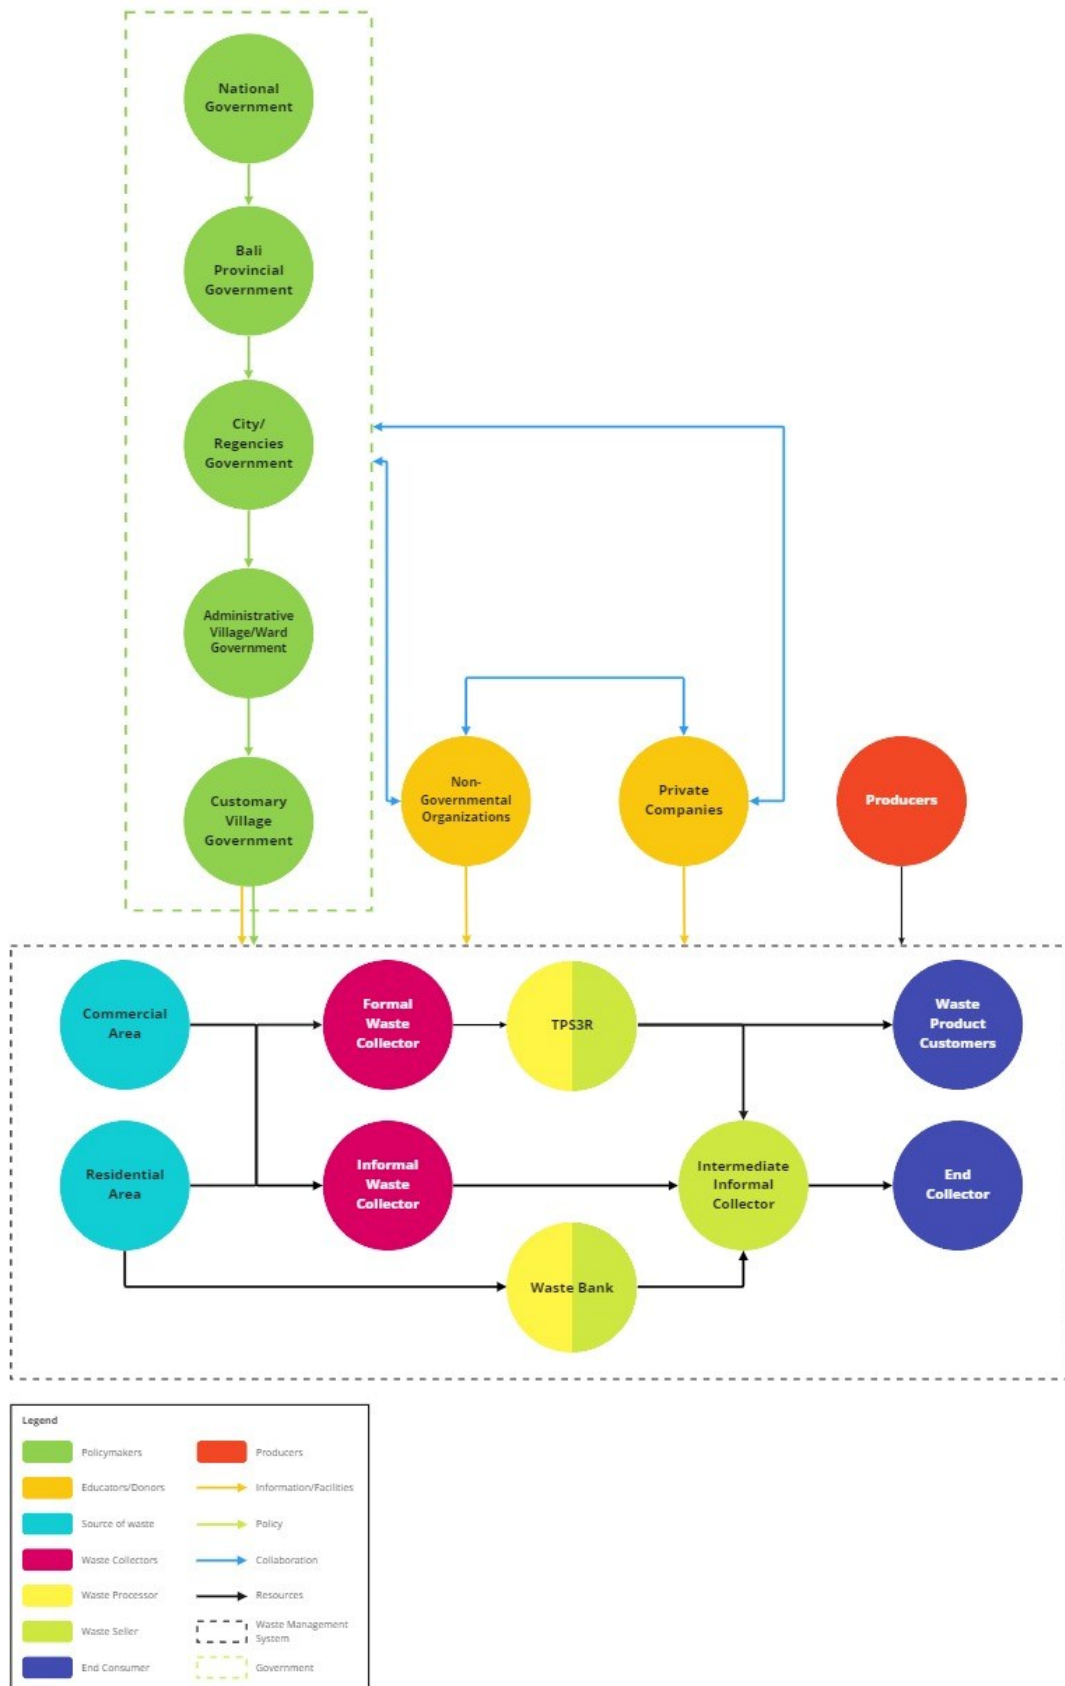 National
Government
Bali
Provincial
Government
City/
Regencies
Government
Administrative
Village/Ward
Government
Customary
Village
Government
Non-
Governmental
Organizations
Private
Companies
Producers
Commercial
Area
Formal
Waste
Collector
TPS3R
Waste
Product
Customers
Residential
Area
Informal
Waste
Collector
Intermediate
Informal
Collector
End
Collector
Waste Bank
Legend
Policymakers
Producers
Educators/Donors
Information/Facilities
Source of waste
Policy
Waste Collectors
Collaboration
Waste Processor
Resources
Waste Seller
Waste Management
System
End Consumer
Government